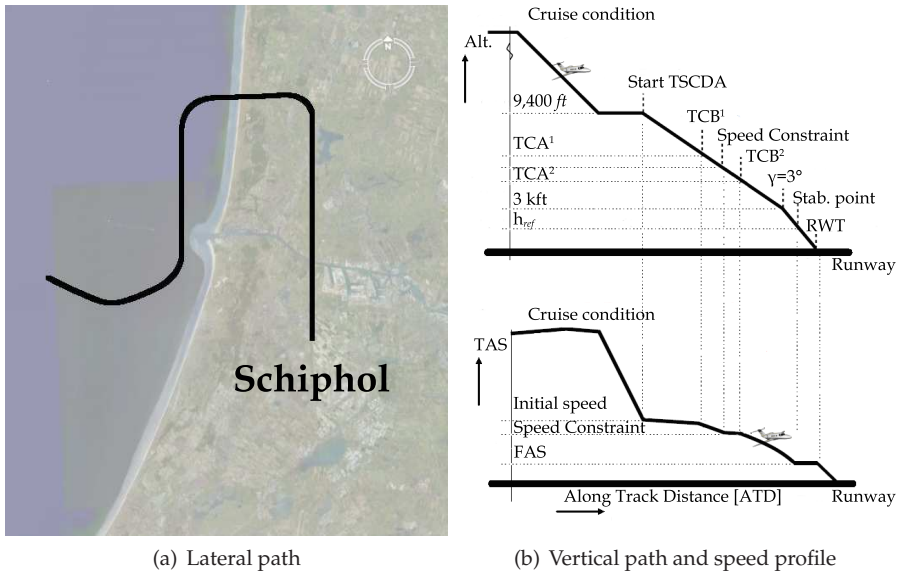 N
Schiphol
(a) Lateral path
Cruise condition
Alt.
Start TSCDA
9,400 ft
TCB¹
Speed Constraint
TCA¹
TCB²
TCA²
γ=3°
3 kft
Stab. point
h_ref
RWT
Runway
Cruise condition
TAS
Initial speed
Speed Constraint
FAS
Along Track Distance [ATD]
Runway
(b) Vertical path and speed profile